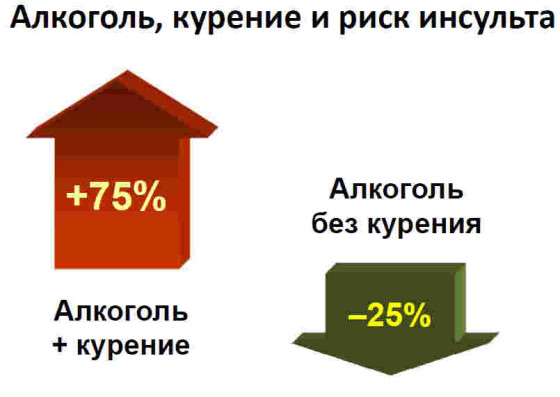 Алкоголь, курение и риск инсульта
+75%
Алкоголь
+ курение
Алкоголь
без курения
–25%